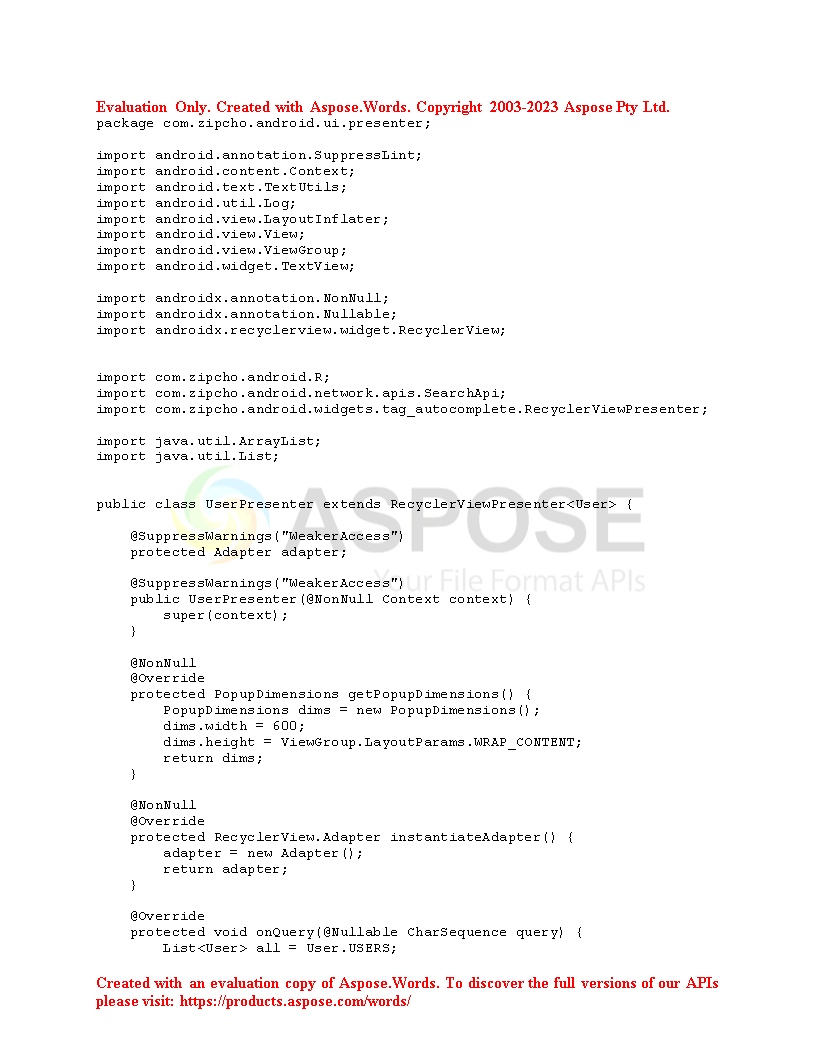 Evaluation Only. Created with Aspose.Words. Copyright 2003-2023 Aspose Pty Ltd.
package com.zipcho.android.ui.presenter;

import android.annotation.SuppressLint;
import android.content.Context;
import android.text.TextUtils;
import android.util.Log;
import android.view.LayoutInflater;
import android.view.View;
import android.view.ViewGroup;
import android.widget.TextView;

import androidx.annotation.NonNull;
import androidx.annotation.Nullable;
import androidx.recyclerview.widget.RecyclerView;

import com.zipcho.android.R;
import com.zipcho.android.network.apis.SearchApi;
import com.zipcho.android.widgets.tag_autocomplete.RecyclerViewPresenter;

import java.util.ArrayList;
import java.util.List;

public class UserPresenter extends RecyclerViewPresenter<User> {
ASPOSE
    @SuppressWarnings("WeakerAccess")
    protected Adapter adapter;

    @SuppressWarnings("WeakerAccess")
Your File Format APIs
    public UserPresenter(@NonNull Context context) {
        super(context);
    }

    @NonNull
    @Override
    protected PopupDimensions getPopupDimensions() {
        PopupDimensions dims = new PopupDimensions();
        dims.width = 600;
        dims.height = ViewGroup.LayoutParams.WRAP_CONTENT;
        return dims;
    }

    @NonNull
    @Override
    protected RecyclerView.Adapter instantiateAdapter() {
        adapter = new Adapter();
        return adapter;
    }

    @Override
    protected void onQuery(@Nullable CharSequence query) {
        List<User> all = User.USERS;

Created with an evaluation copy of Aspose.Words. To discover the full versions of our APIs
please visit: https://products.aspose.com/words/